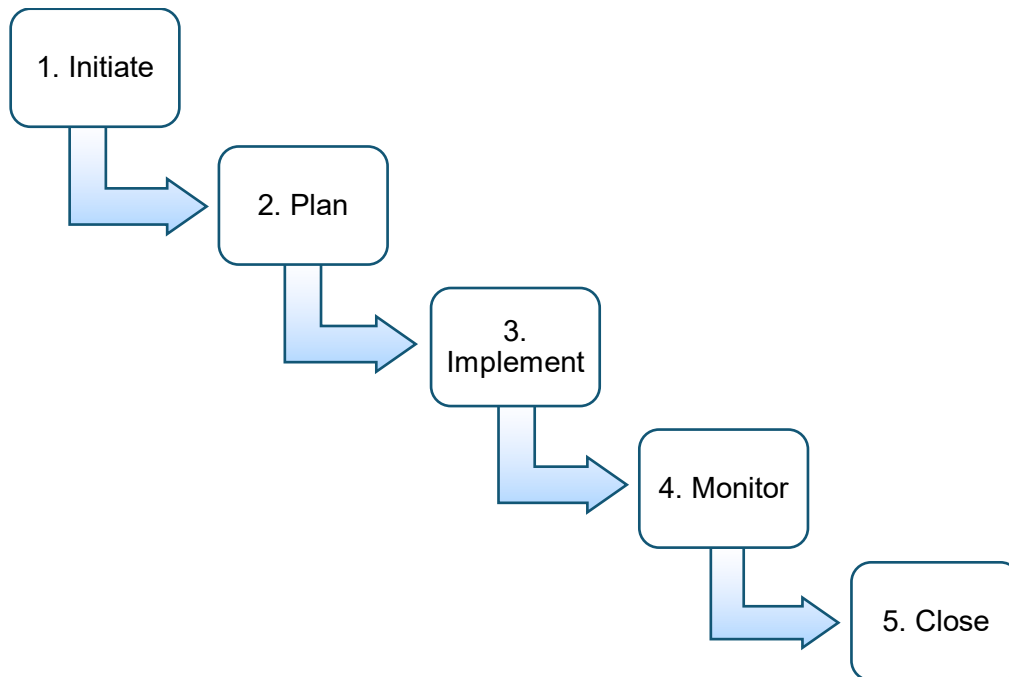 1. Initiate
2. Plan
3.
Implement
4. Monitor
5. Close